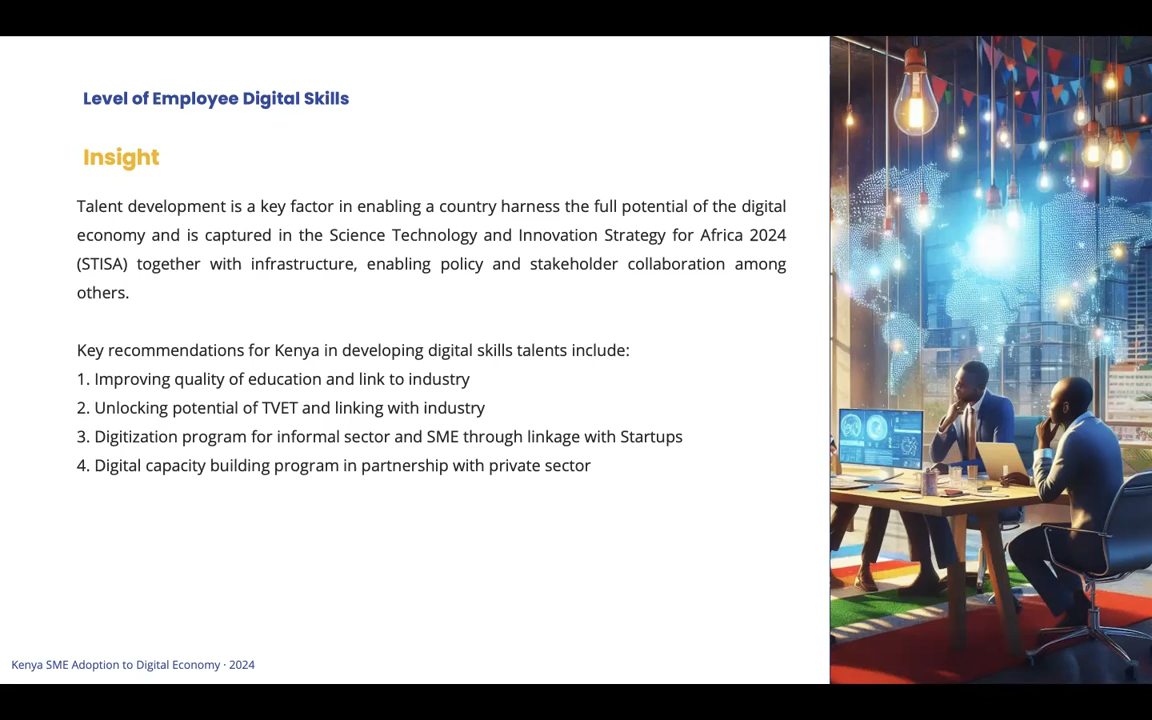 Level of Employee Digital Skills
Insight
Talent development is a key factor in enabling a country harness the full potential of the digital
economy and is captured in the Science Technology and Innovation Strategy for Africa 2024
(STISA) together with infrastructure, enabling policy and stakeholder collaboration among
others.
Key recommendations for Kenya in developing digital skills talents include:
1. Improving quality of education and link to industry
2. Unlocking potential of TVET and linking with industry
3. Digitization program for informal sector and SME through linkage with Startups
4. Digital capacity building program in partnership with private sector
Kenya SME Adoption to Digital Economy · 2024